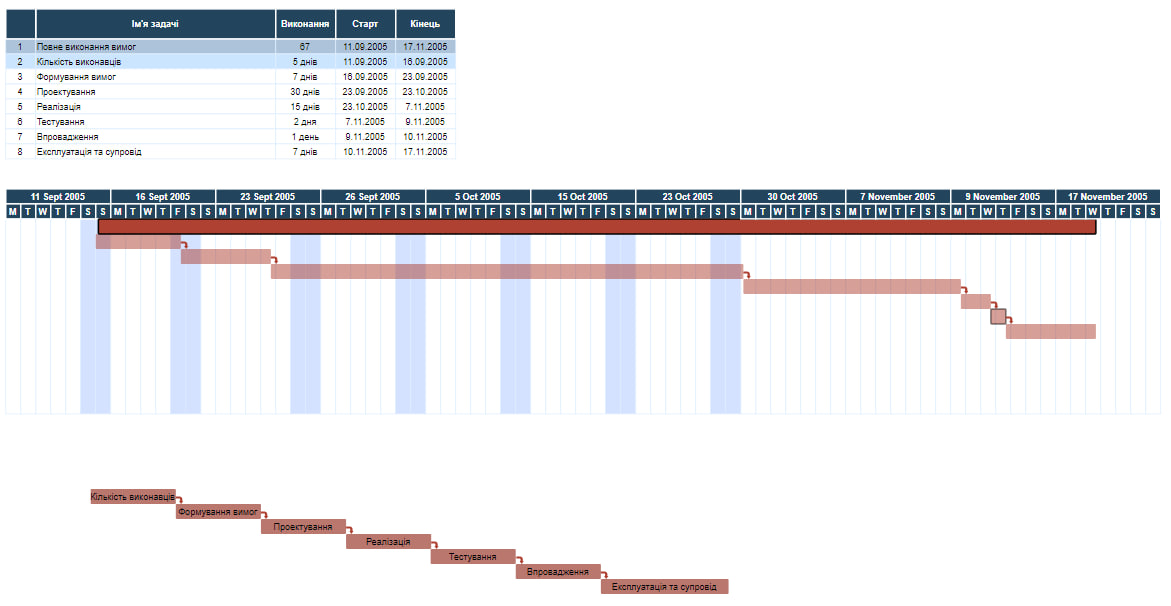 Ім'я задачі Виконання Старт Кінець
1 Повне виконання вимог 67 11.09.2005 17.11.2005
2 Кількість виконавців 5 днів 11.09.2005 16.09.2005
3 Формування вимог 7 днів 16.09.2005 23.09.2005
4 Проектування 30 днів 23.09.2005 23.10.2005
5 Реалізація 15 днів 23.10.2005 7.11.2005
6 Тестування 2 дня 7.11.2005 9.11.2005
7 Впровадження 1 день 9.11.2005 10.11.2005
8 Експлуатація та супровід 7 днів 10.11.2005 17.11.2005
11 Sept 2005 16 Sept 2005 23 Sept 2005 26 Sept 2005 5 Oct 2005 15 Oct 2005 23 Oct 2005 30 Oct 2005 7 November 2005 9 November 2005 17 November 2005
M T W T F S S M T W T F S S M T W T F S S M T W T F S S M T W T F S S M T W T F S S M T W T F S S M T W T F S S M T W T F S S M T W T F S S M T W T F S S
Кількість виконавців
Формування вимог
Проектування
Реалізація
Тестування
Впровадження
Експлуатація та супровід